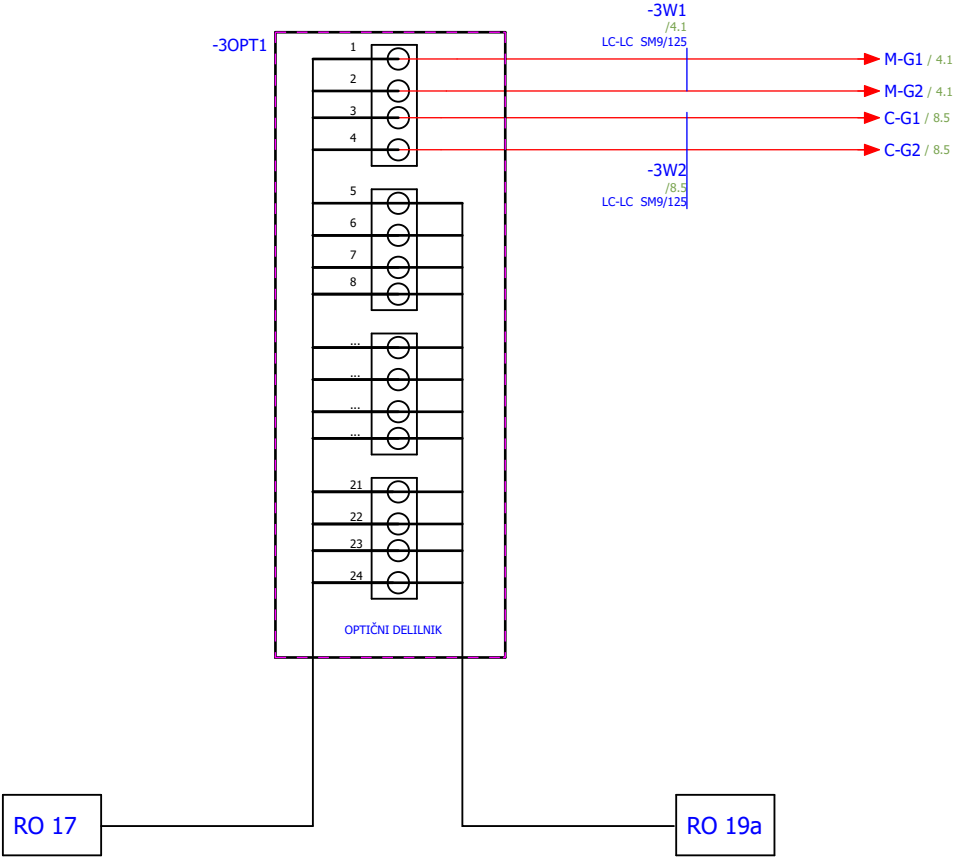 -3W1
/4.1
LC-LC SM9/125
-3OPT1
1
M-G1 / 4.1
2
M-G2 / 4.1
3
C-G1 / 8.5
4
C-G2 / 8.5
-3W2
/8.5
LC-LC SM9/125
5
6
7
8
...
...
...
...
21
22
23
24
OPTIČNI DELILNIK
RO 17
RO 19a